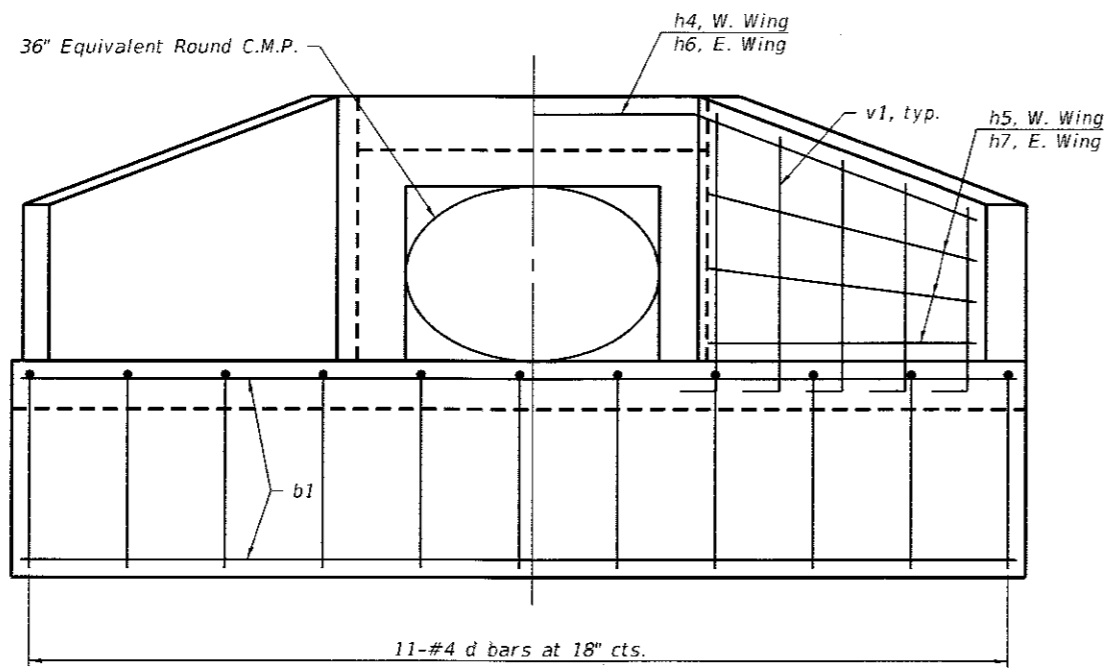 h4, W. Wing
36" Equivalent Round C.M.P.
h6, E. Wing
v1, typ.
h5, W. Wing
h7, E. Wing
b1
11-#4 d bars at 18" cts.